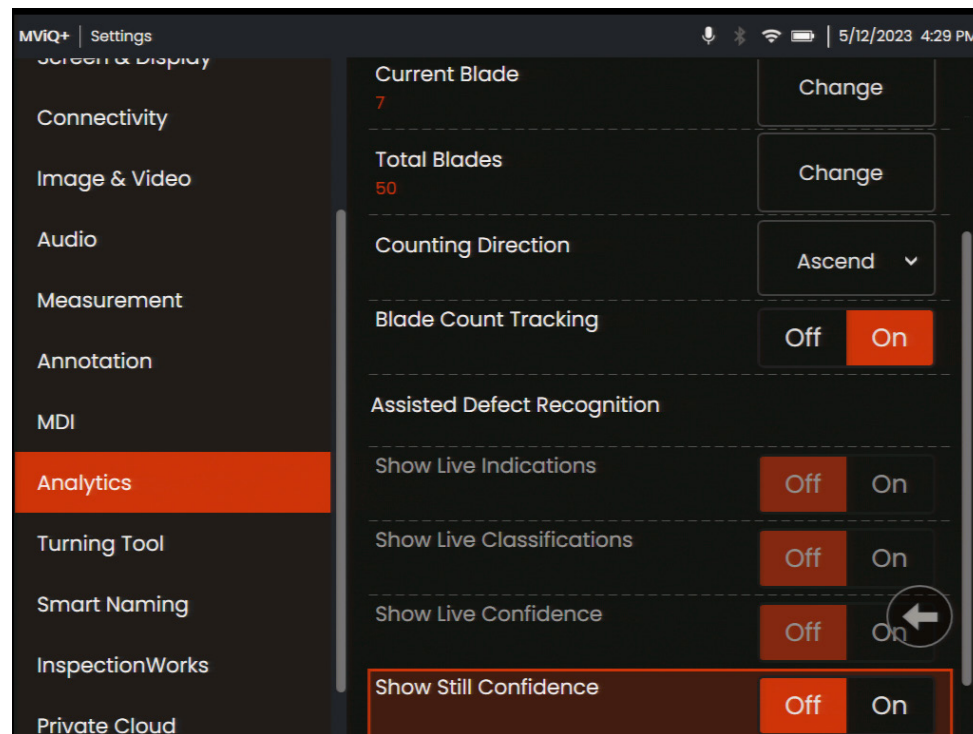 MViQ+ | Settings
5/12/2023 4:29 PM
Screen & Display
Connectivity
Image & Video
Audio
Measurement
Annotation
MDI
Analytics
Turning Tool
Smart Naming
InspectionWorks
Private Cloud
Current Blade
7
Change
Total Blades
50
Change
Counting Direction
Ascend
Blade Count Tracking
Off On
Assisted Defect Recognition
Show Live Indications
Off On
Show Live Classifications
Off On
Show Live Confidence
Off On
Show Still Confidence
Off On